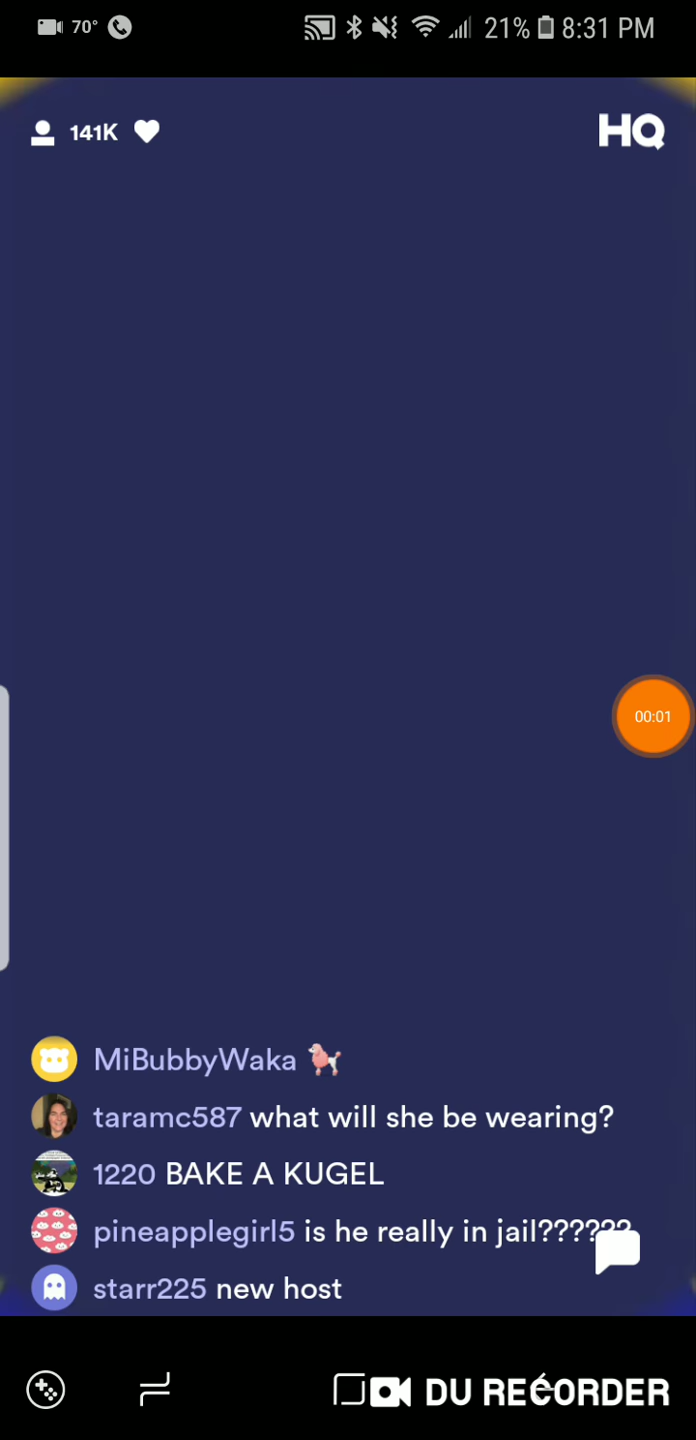 70° 21% 8:31 PM
141K HQ
00:01
MiBubbyWaka
taramc587 what will she be wearing?
1220 BAKE A KUGEL
pineapplegirl5 is he really in jail??????
starr225 new host
DU RECORDER